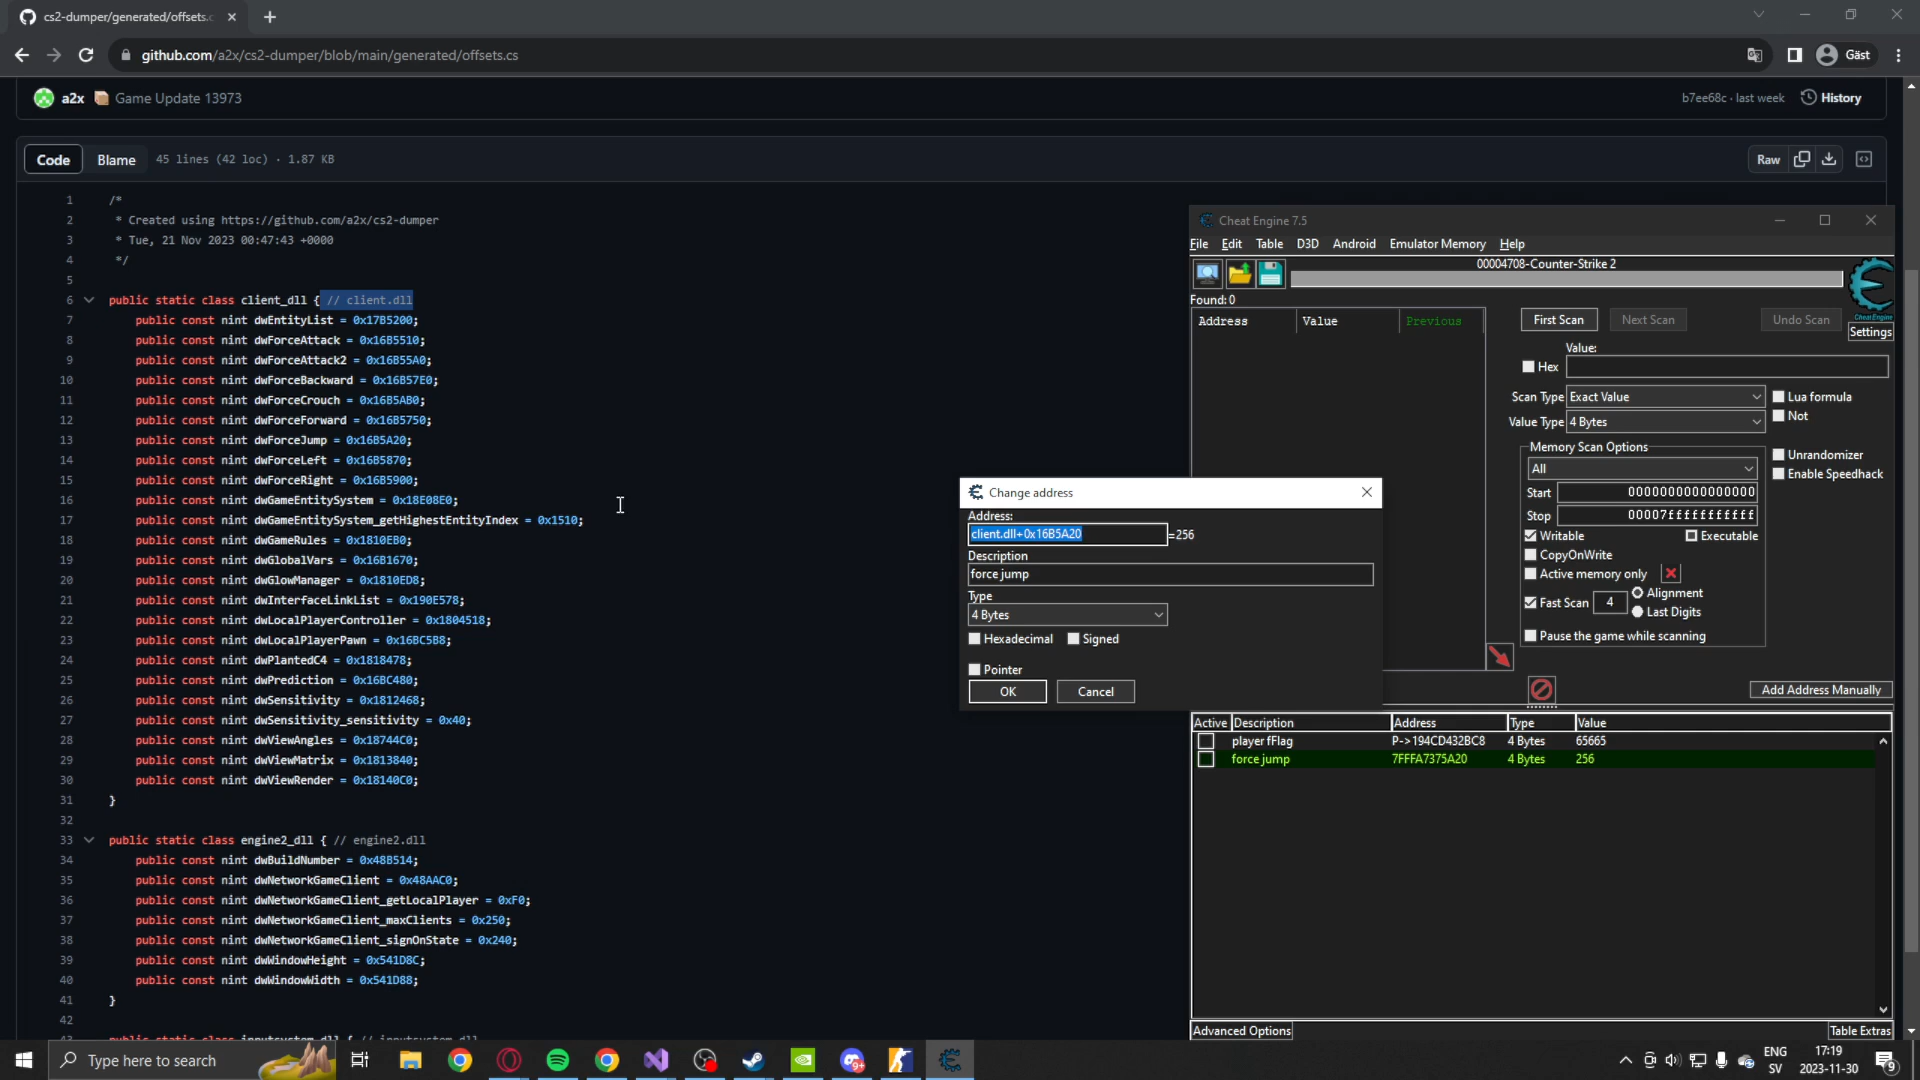 cs2-dumper/generated/offsets.c
github.com/a2x/cs2-dumper/blob/main/generated/offsets.cs
Gäst
a2x
Game Update 13973
b7ee68c · last week
History
Code
Blame
45 lines (42 loc) · 1.87 KB
Raw
1 /*
2 * Created using https://github.com/a2x/cs2-dumper
3 * Tue, 21 Nov 2023 00:47:43 +0000
4 */
5
6 public static class client_dll { // client.dll
7 public const nint dwEntityList = 0x17B5200;
8 public const nint dwForceAttack = 0x16B5510;
9 public const nint dwForceAttack2 = 0x16B55A0;
10 public const nint dwForceBackward = 0x16B57E0;
11 public const nint dwForceCrouch = 0x16B5AB0;
12 public const nint dwForceForward = 0x16B5750;
13 public const nint dwForceJump = 0x16B5A20;
14 public const nint dwForceLeft = 0x16B5870;
15 public const nint dwForceRight = 0x16B5900;
16 public const nint dwGameEntitySystem = 0x18E08E0;
17 public const nint dwGameEntitySystem_getHighestEntityIndex = 0x1510;
18 public const nint dwGameRules = 0x1810EB0;
19 public const nint dwGlobalVars = 0x16B1670;
20 public const nint dwGlowManager = 0x1810ED8;
21 public const nint dwInterfaceLinkList = 0x190E578;
22 public const nint dwLocalPlayerController = 0x1804518;
23 public const nint dwLocalPlayerPawn = 0x16BC5B8;
24 public const nint dwPlantedC4 = 0x1818478;
25 public const nint dwPrediction = 0x16BC480;
26 public const nint dwSensitivity = 0x1812468;
27 public const nint dwSensitivity_sensitivity = 0x40;
28 public const nint dwViewAngles = 0x18744C0;
29 public const nint dwViewMatrix = 0x1813840;
30 public const nint dwViewRender = 0x18140C0;
31 }
32
33 public static class engine2_dll { // engine2.dll
34 public const nint dwBuildNumber = 0x48B514;
35 public const nint dwNetworkGameClient = 0x48AAC0;
36 public const nint dwNetworkGameClient_getLocalPlayer = 0xF0;
37 public const nint dwNetworkGameClient_maxClients = 0x250;
38 public const nint dwNetworkGameClient_signOnState = 0x240;
39 public const nint dwWindowHeight = 0x541D8C;
40 public const nint dwWindowWidth = 0x541D88;
41 }
42
Cheat Engine 7.5
File Edit Table D3D Android Emulator Memory Help
00004708-Counter-Strike 2
Found: 0
Address Value Previous
First Scan
Next Scan
Undo Scan
Cheat Engine
Settings
Value:
Hex
Scan Type Exact Value
Lua formula
Not
Value Type 4 Bytes
Memory Scan Options
All
Unrandomizer
Enable Speedhack
Start 0000000000000000
Stop 00007fffffffffff
Writable
Executable
CopyOnWrite
Active memory only
Fast Scan 4
Alignment
Last Digits
Pause the game while scanning
Add Address Manually
Change address
Address:
client.dll+0x16B5A20 =256
Description
force jump
Type
4 Bytes
Hexadecimal
Signed
Pointer
OK
Cancel
Active Description Address Type Value
player fFlag P->194CD432BC8 4 Bytes 65665
force jump 7FFFA7375A20 4 Bytes 256
Advanced Options
Table Extras
Type here to search
9+
ENG
SV
17:19
2023-11-30
9